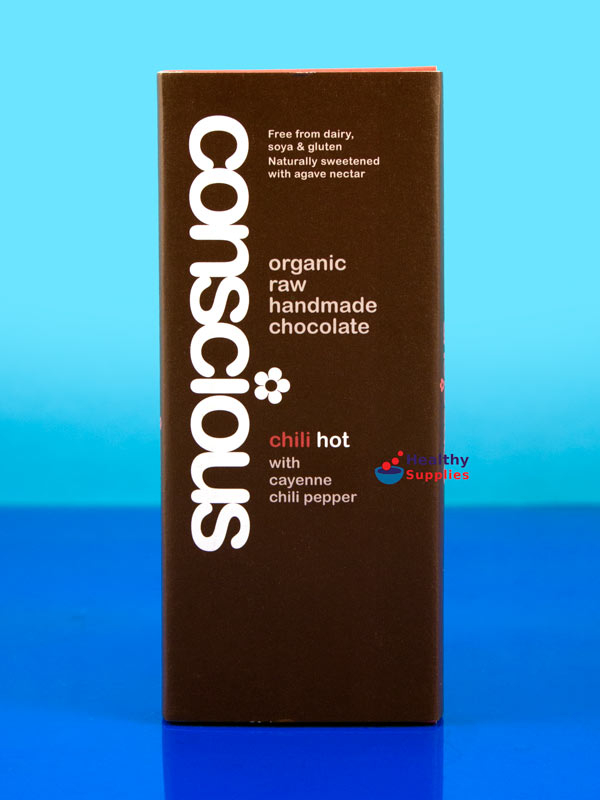 conscious
Free from dairy,
soya & gluten
Naturally sweetened
with agave nectar
organic
raw
handmade
chocolate
chili hot
with
cayenne
chili pepper
Healthy
Supplies